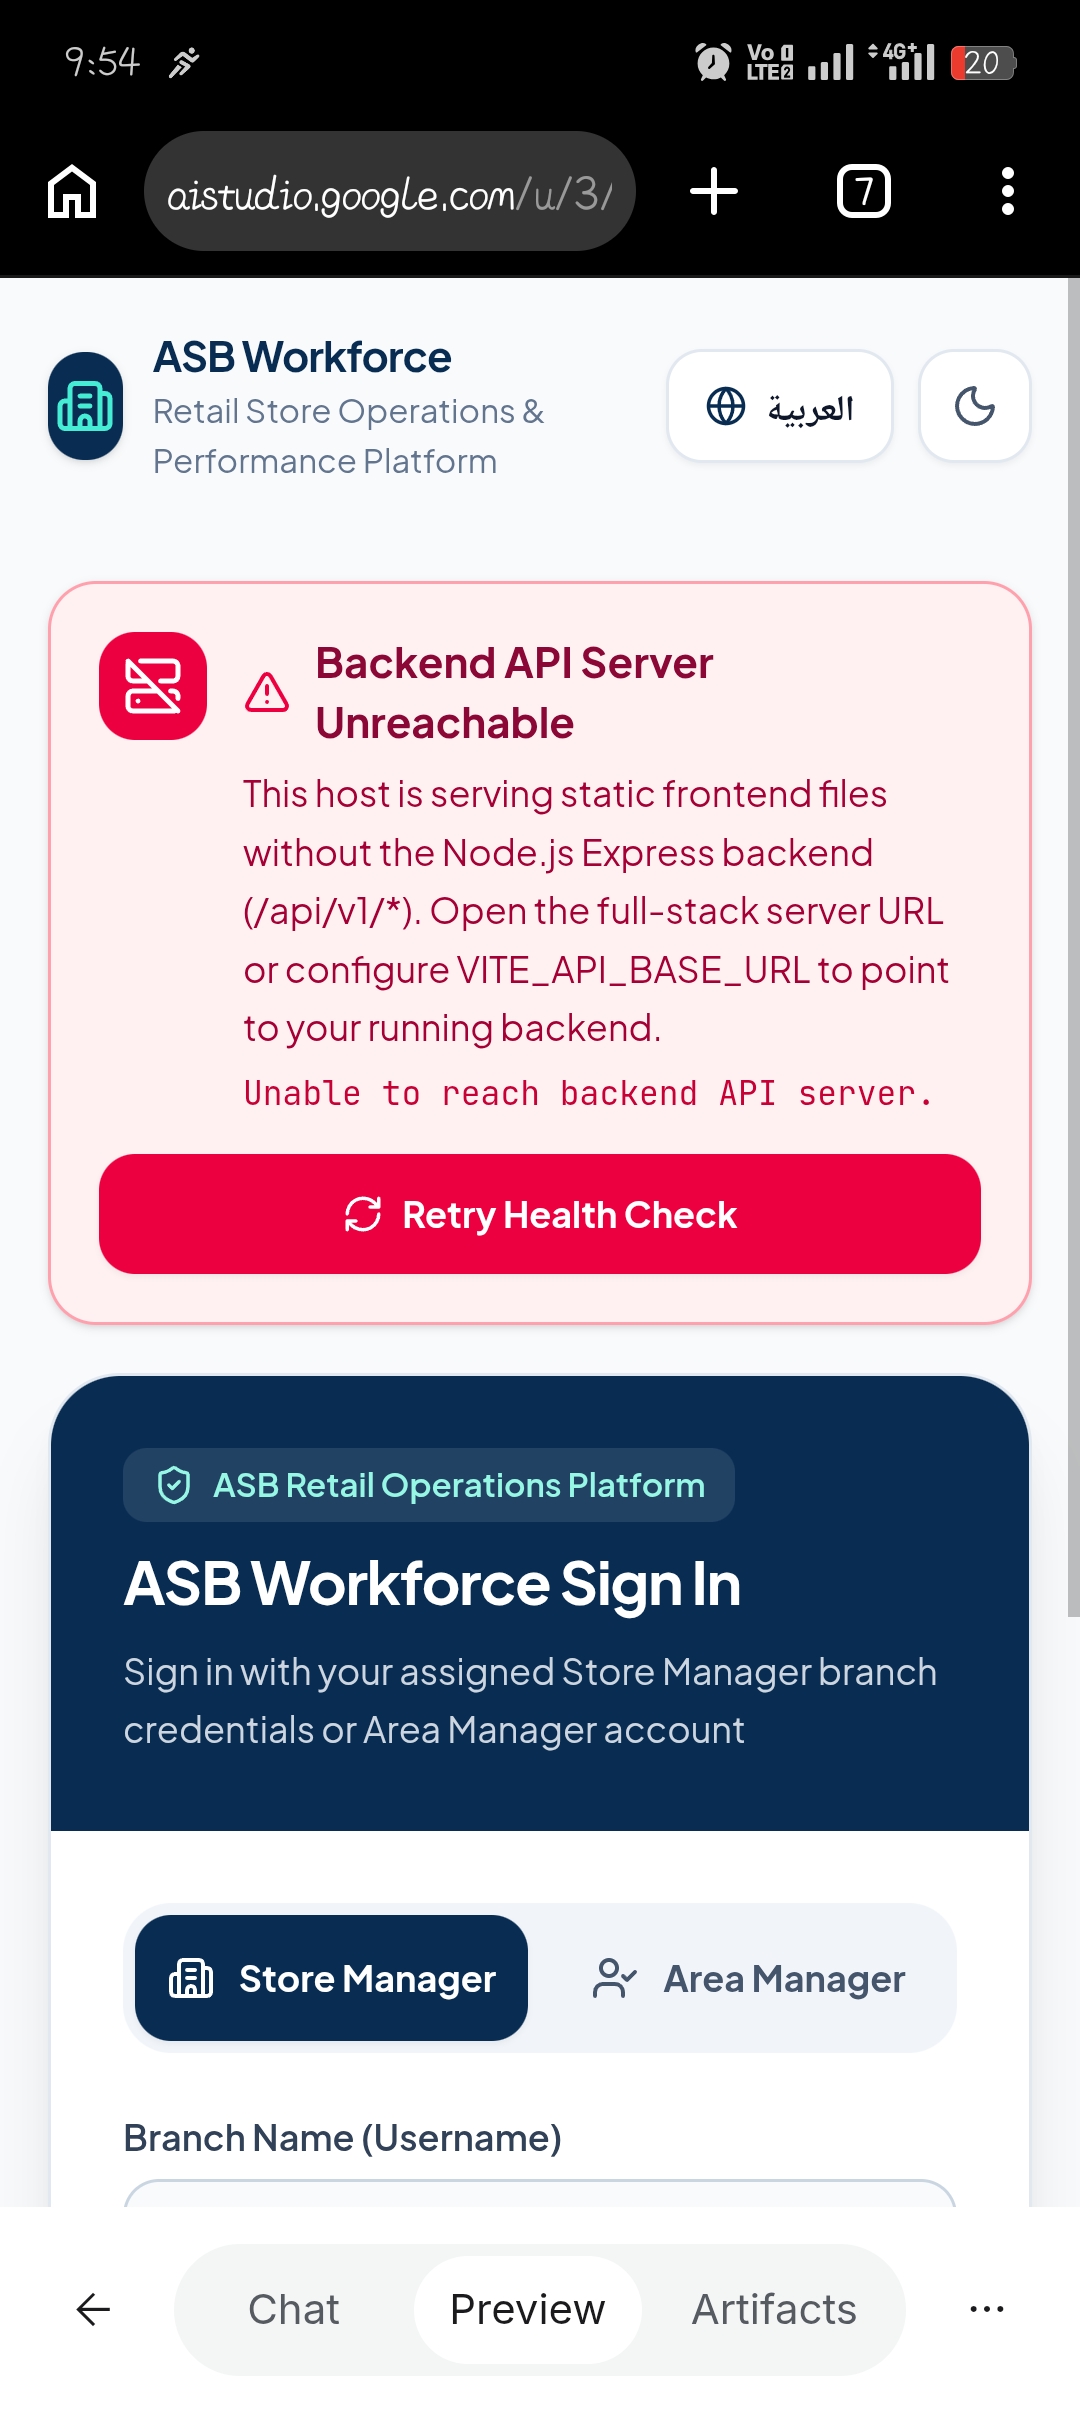 9:54
Vo 1
LTE2
4G+
20
aistudio.google.com/u/3/
7
ASB Workforce
Retail Store Operations &
Performance Platform
العربية
Backend API Server
Unreachable
This host is serving static frontend files
without the Node.js Express backend
(/api/v1/*). Open the full-stack server URL
or configure VITE_API_BASE_URL to point
to your running backend.
Unable to reach backend API server.
Retry Health Check
ASB Retail Operations Platform
ASB Workforce Sign In
Sign in with your assigned Store Manager branch
credentials or Area Manager account
Store Manager
Area Manager
Branch Name (Username)
Chat
Preview
Artifacts